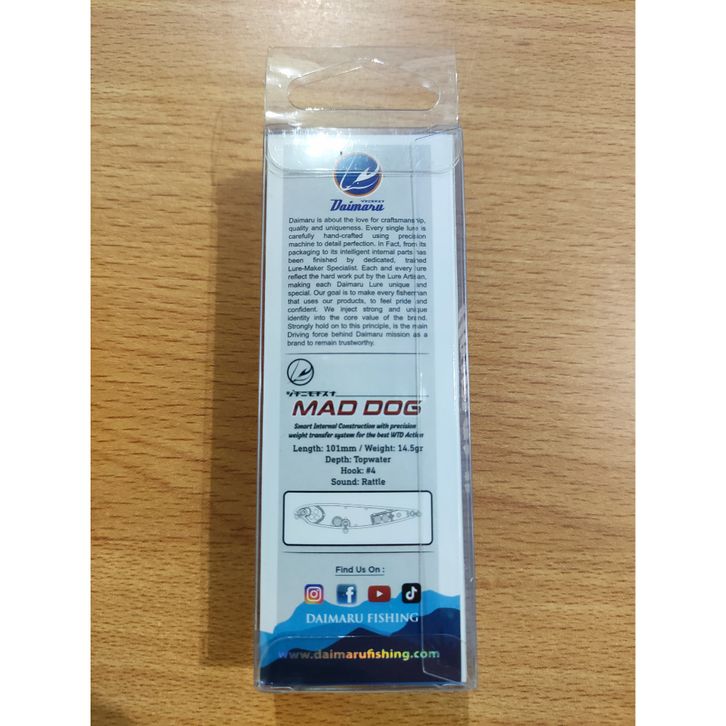 Daimaru
Daimaru is about the love for craftsmanship,
quality and uniqueness. Every single lure is
carefully hand-crafted using precision
machine to detail perfection. In Fact, from its
packaging to its intelligent internal parts has
been finished by dedicated, trained
Lure-Maker Specialist. Each and every lure
reflect the hard work put by the Lure Artisan,
making each Daimaru Lure unique and
special. Our goal is to make every fisherman
that uses our products, to feel pride and
confident. We inject strong and unique
identity into the core value of the brand.
Strongly hold on to this principle, is the main
Driving force behind Daimaru mission as a
brand to remain trustworthy.
MAD DOG
Smart Internal Construction with precision
weight transfer system for the best WTD Action
Length: 101mm / Weight: 14.5gr
Depth: Topwater
Hook: #4
Sound: Rattle
Find Us On :
DAIMARU FISHING
www.daimarufishing.com